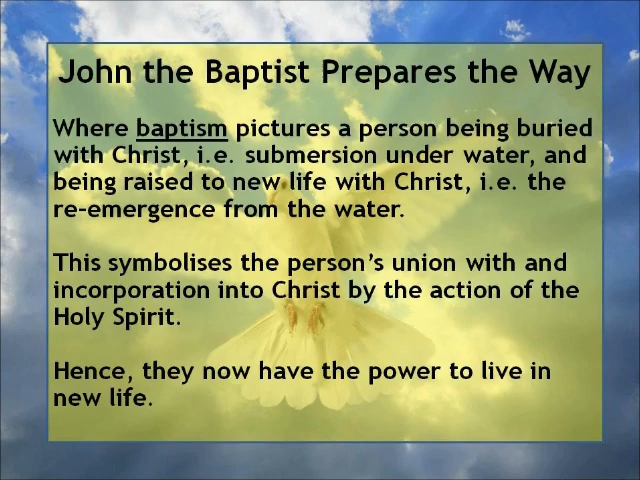 John the Baptist Prepares the Way
Where baptism pictures a person being buried
with Christ, i.e. submersion under water, and
being raised to new life with Christ, i.e. the
re-emergence from the water.
This symbolises the person’s union with and
incorporation into Christ by the action of the
Holy Spirit.
Hence, they now have the power to live in
new life.